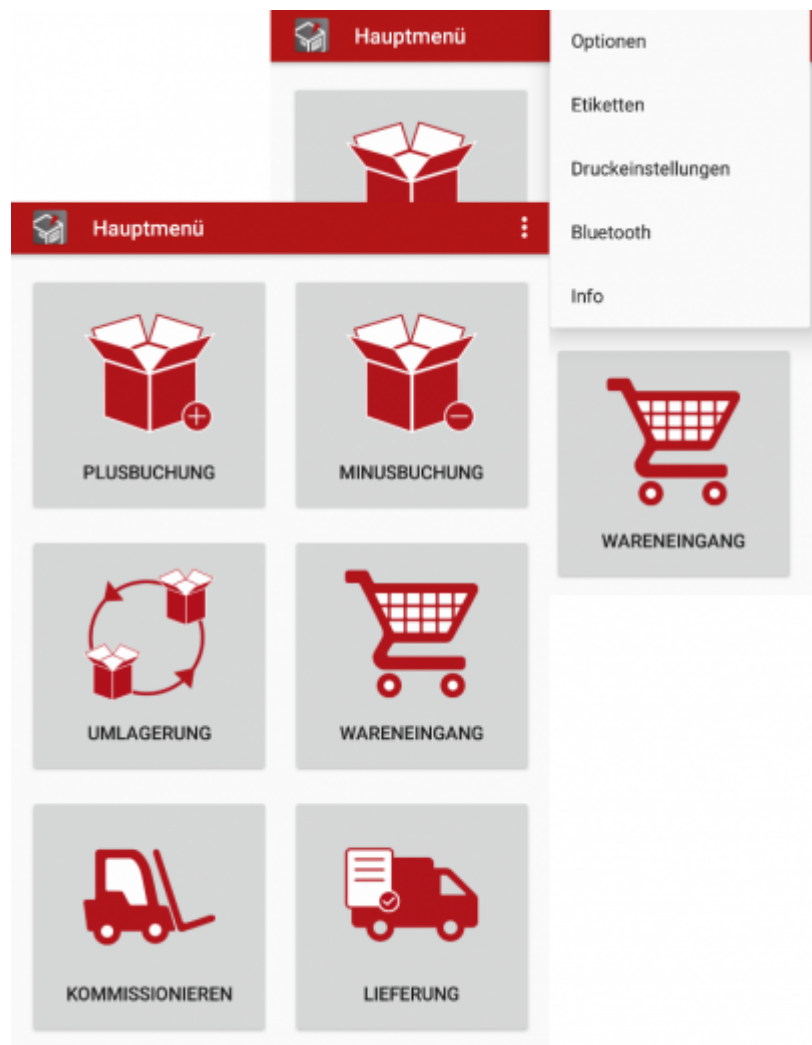 Hauptmenü
Optionen
Etiketten
Druckeinstellungen
Bluetooth
Info
WARENEINGANG
Hauptmenü
PLUSBUCHUNG
MINUSBUCHUNG
UMLAGERUNG
WARENEINGANG
KOMMISSIONIEREN
LIEFERUNG